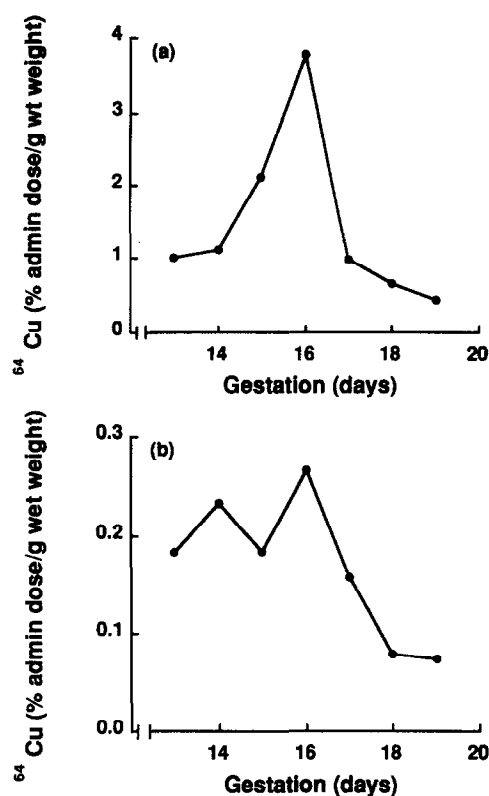 (a)
⁶⁴ Cu (% admin dose/g wt weight)
4
3
2
1
0
14 16 18 20
Gestation (days)
(b)
⁶⁴ Cu (% admin dose/g wet weight)
0.3
0.2
0.1
0.0
14 16 18 20
Gestation (days)